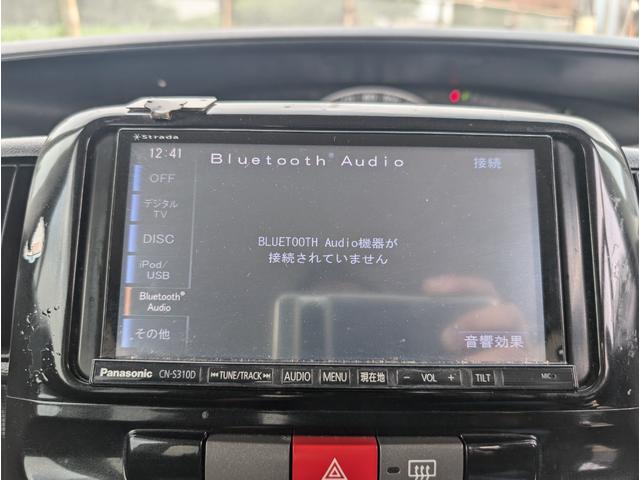 Strada
12:41
Bluetooth® Audio
接続
OFF
デジタル
TV
DISC
iPod/
USB
Bluetooth®
Audio
その他
BLUETOOTH Audio機器が
接続されていません
音響効果
Panasonic CN-S310D TUNE/TRACK AUDIO MENU 現在地 − VOL + TILT MIC